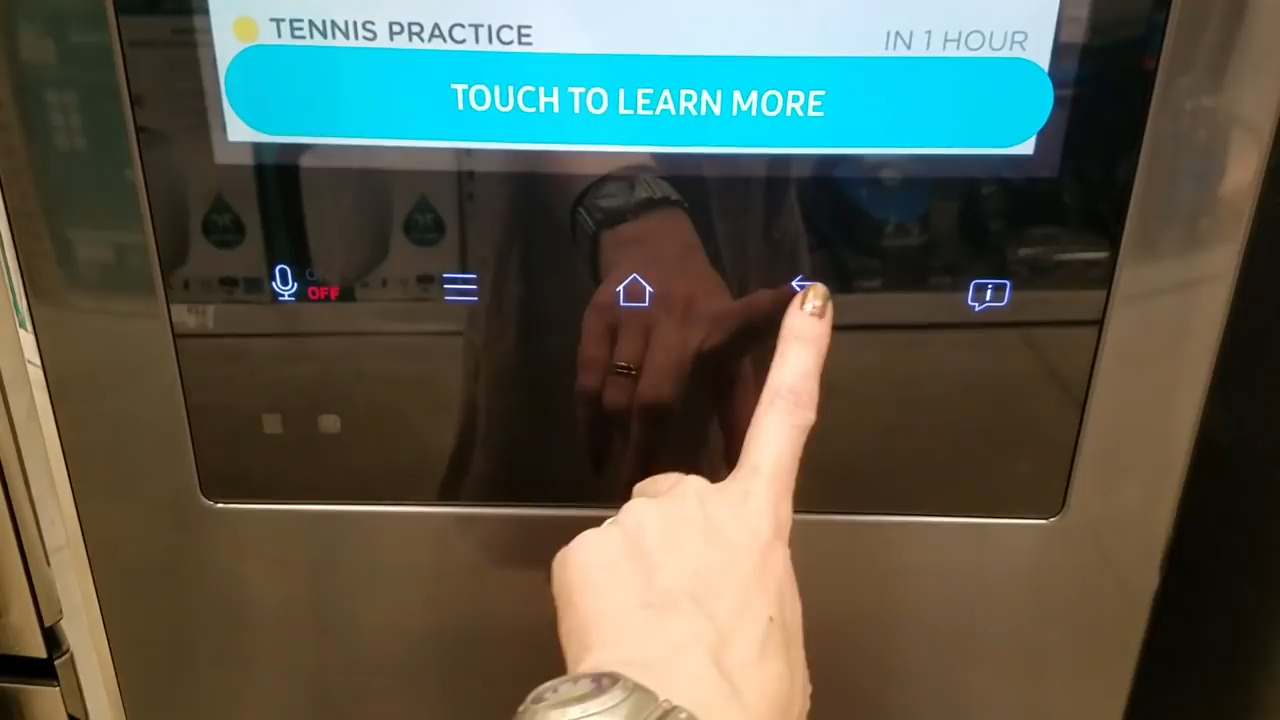 TENNIS PRACTICE
IN 1 HOUR
TOUCH TO LEARN MORE
OFF
i